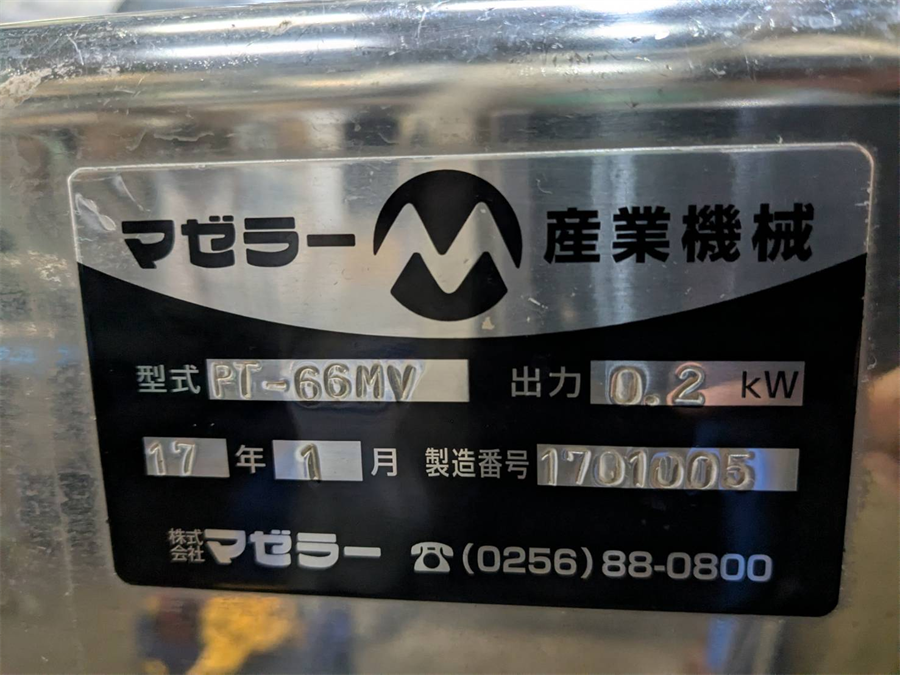 マゼラー 産業機械
型式 PT-66MV 出力 0.2 kW
17 年 1 月 製造番号 1701005
株式会社マゼラー ☎(0256)88-0800